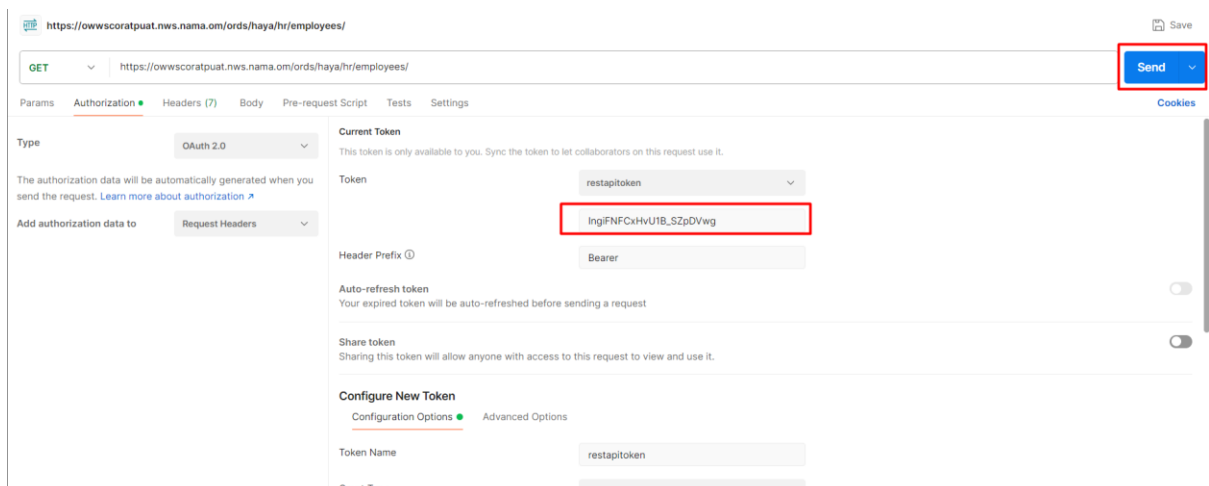 HTTP https://owwscoratpuat.nws.nama.om/ords/haya/hr/employees/ Save
GET https://owwscoratpuat.nws.nama.om/ords/haya/hr/employees/ Send
Params Authorization Headers (7) Body Pre-request Script Tests Settings Cookies
Type OAuth 2.0
The authorization data will be automatically generated when you
send the request. Learn more about authorization ↗
Add authorization data to Request Headers
Current Token
This token is only available to you. Sync the token to let collaborators on this request use it.
Token restapitoken
IngiFNFCxHvU1B_SZpDVwg
Header Prefix Bearer
Auto-refresh token
Your expired token will be auto-refreshed before sending a request
Share token
Sharing this token will allow anyone with access to this request to view and use it.
Configure New Token
Configuration Options Advanced Options
Token Name restapitoken